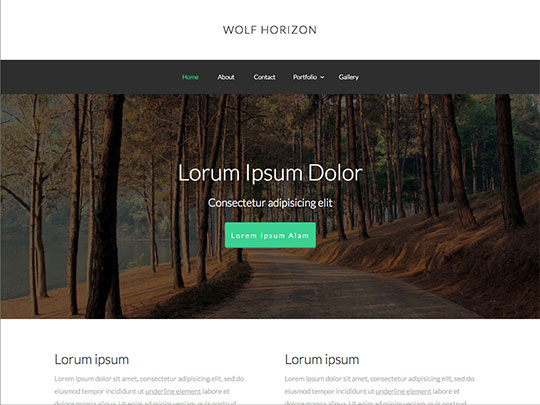 WOLF HORIZON
Home About Contact Portfolio Gallery
Lorum Ipsum Dolor
Consectetur adipisicing elit
Lorem Ipsum Alam
Lorum ipsum
Lorem ipsum dolor sit amet, consectetur adipisicing elit, sed do
eiusmod tempor incididunt ut underline element labore et
Lorum ipsum
Lorem ipsum dolor sit amet, consectetur adipisicing elit, sed do
eiusmod tempor incididunt ut underline element labore et